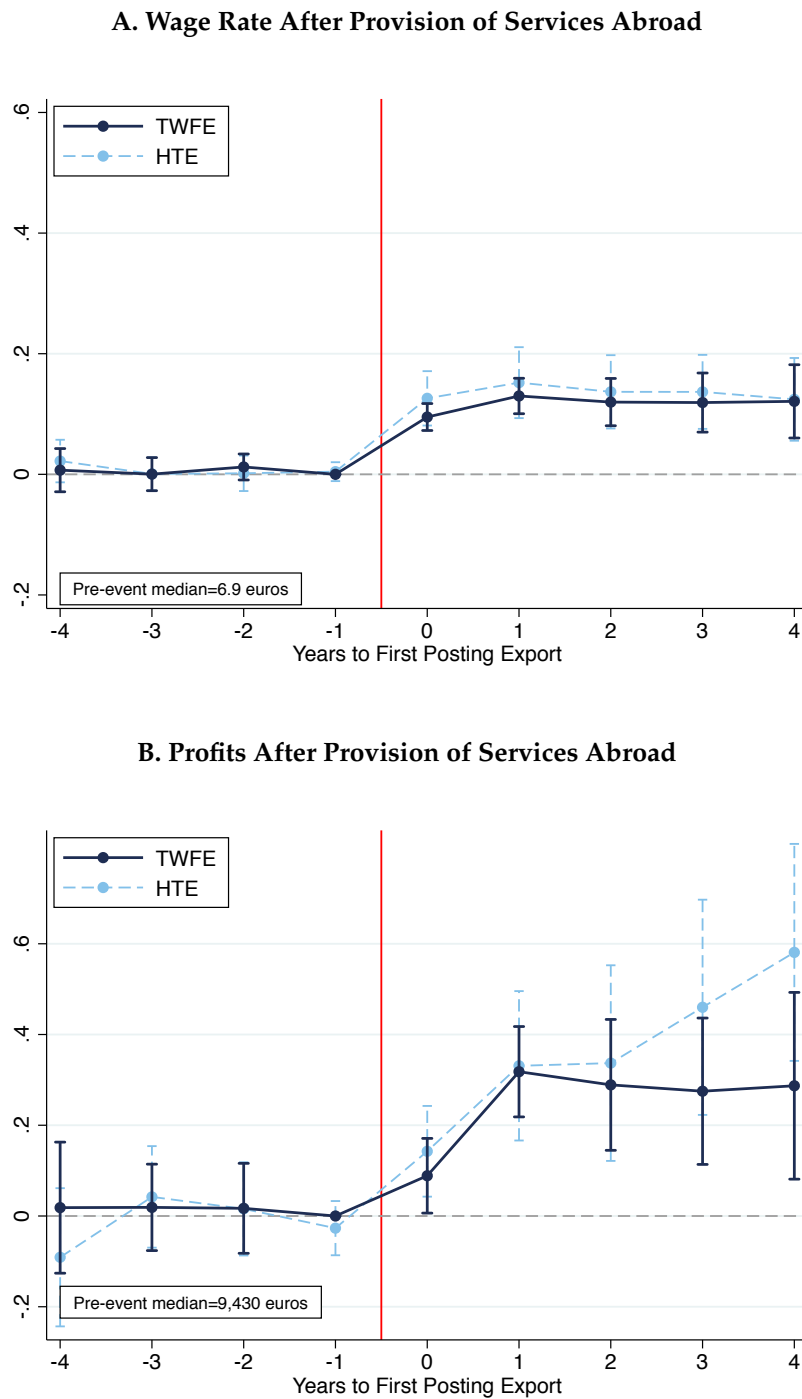 A. Wage Rate After Provision of Services Abroad
TWFE
HTE
.6
.4
.2
0
-.2
Pre-event median=6.9 euros
-4 -3 -2 -1 0 1 2 3 4
Years to First Posting Export
B. Profits After Provision of Services Abroad
TWFE
HTE
.6
.4
.2
0
-.2
Pre-event median=9,430 euros
-4 -3 -2 -1 0 1 2 3 4
Years to First Posting Export